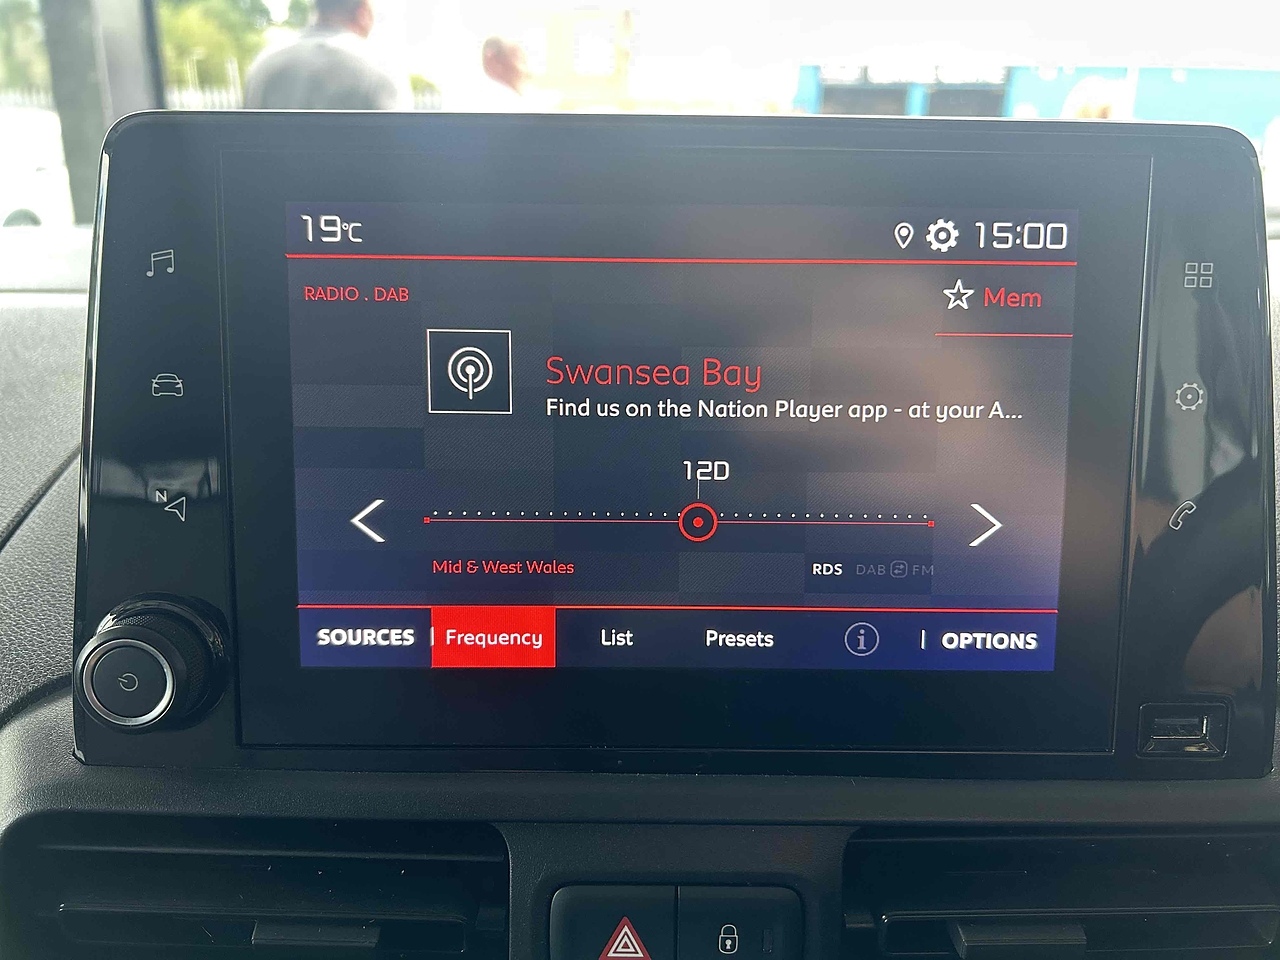 19°C 15:00
RADIO . DAB
Mem
Swansea Bay
Find us on the Nation Player app - at your A...
12D
Mid & West Wales RDS DAB FM
SOURCES Frequency List Presets i OPTIONS
N